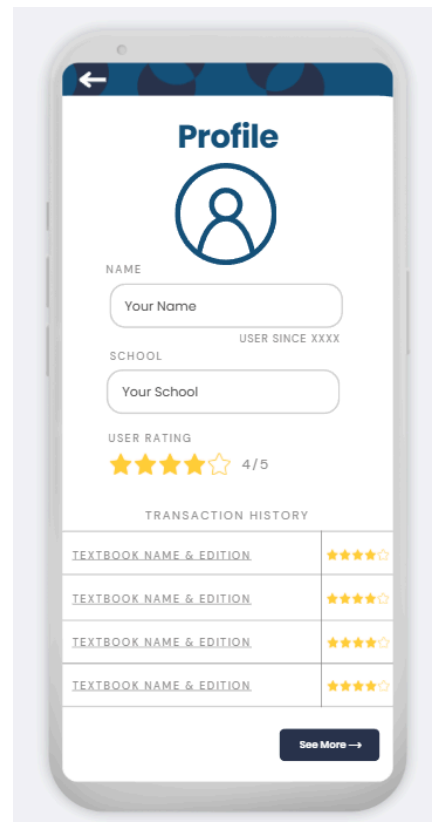 Profile
NAME
Your Name
USER SINCE XXXX
SCHOOL
Your School
USER RATING
4/5
TRANSACTION HISTORY
TEXTBOOK NAME & EDITION
TEXTBOOK NAME & EDITION
TEXTBOOK NAME & EDITION
TEXTBOOK NAME & EDITION
See More →